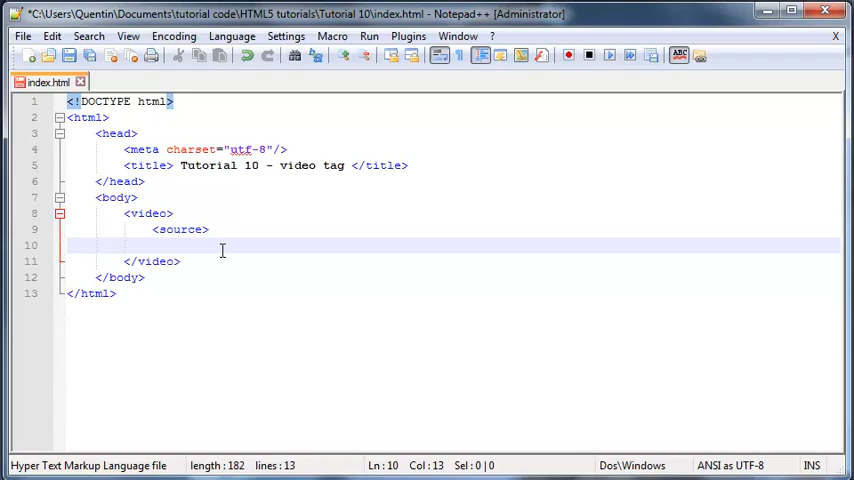 *C:\Users\Quentin\Documents\tutorial code\HTML5 tutorials\Tutorial 10\index.html - Notepad++ [Administrator]
File Edit Search View Encoding Language Settings Macro Run Plugins Window ? X
index.html
1 <!DOCTYPE html>
2 <html>
3 <head>
4 <meta charset="utf-8"/>
5 <title> Tutorial 10 - video tag </title>
6 </head>
7 <body>
8 <video>
9 <source>
10
11 </video>
12 </body>
13 </html>
Hyper Text Markup Language file length : 182 lines : 13 Ln : 10 Col : 13 Sel : 0 | 0 Dos\Windows ANSI as UTF-8 INS